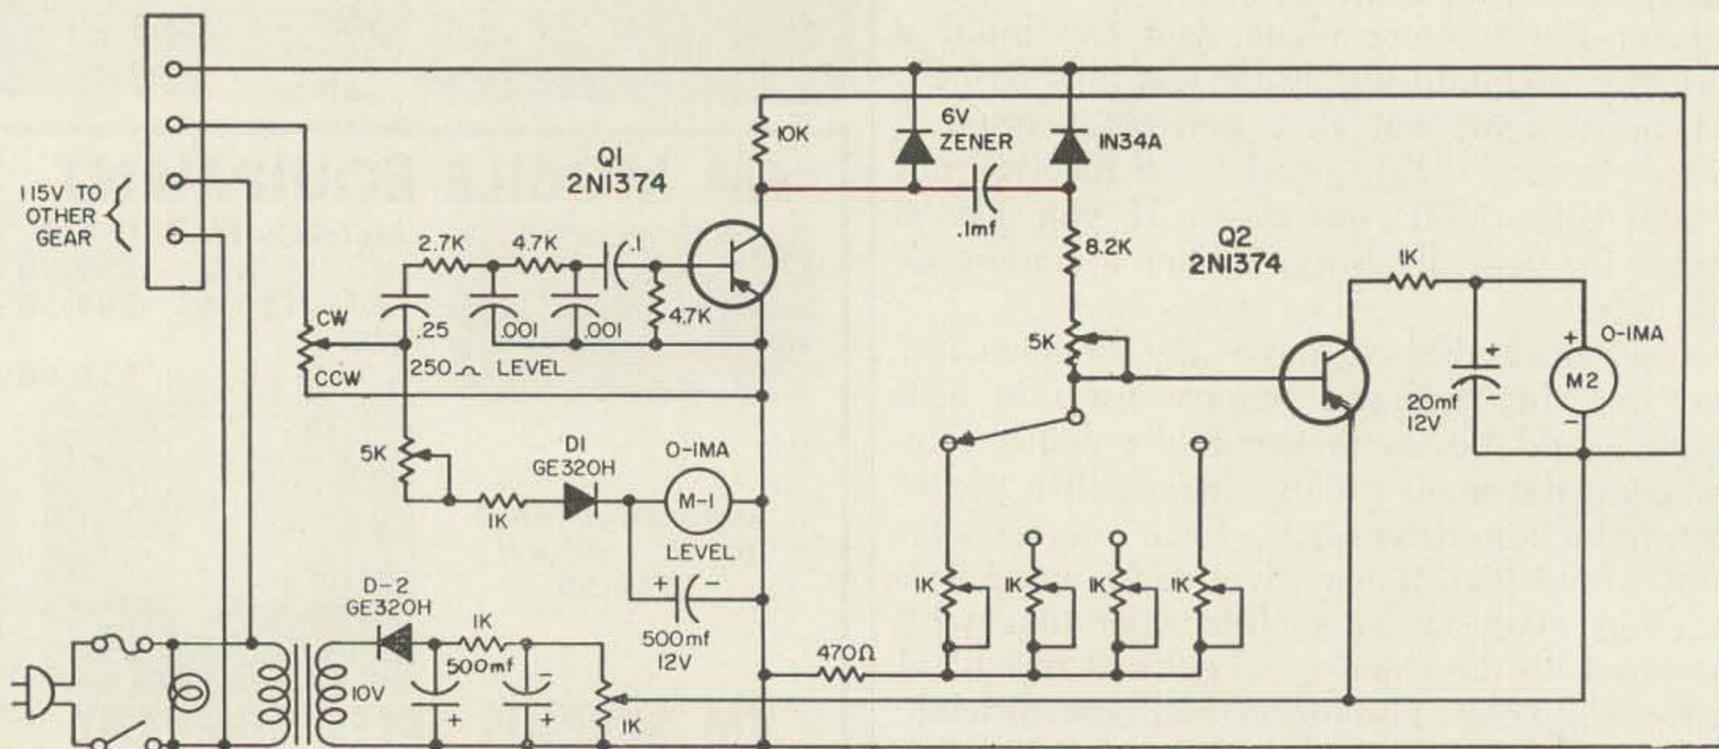 115V TO
OTHER
GEAR
CW
CCW
Q1
2N1374
2.7K
4.7K
.1
.25
.001
.001
4.7K
250 LEVEL
10K
6V
ZENER
IN34A
.1mf
8.2K
Q2
2N1374
5K
1K
+
20mf
12V
-
0-1MA
+
M2
-
5K
1K
D1
GE320H
0-1MA
M-1
LEVEL
+ -
500mf
12V
D-2
GE320H
10V
1K
500mf
+
-
+
1K
470Ω
1K
1K
1K
1K